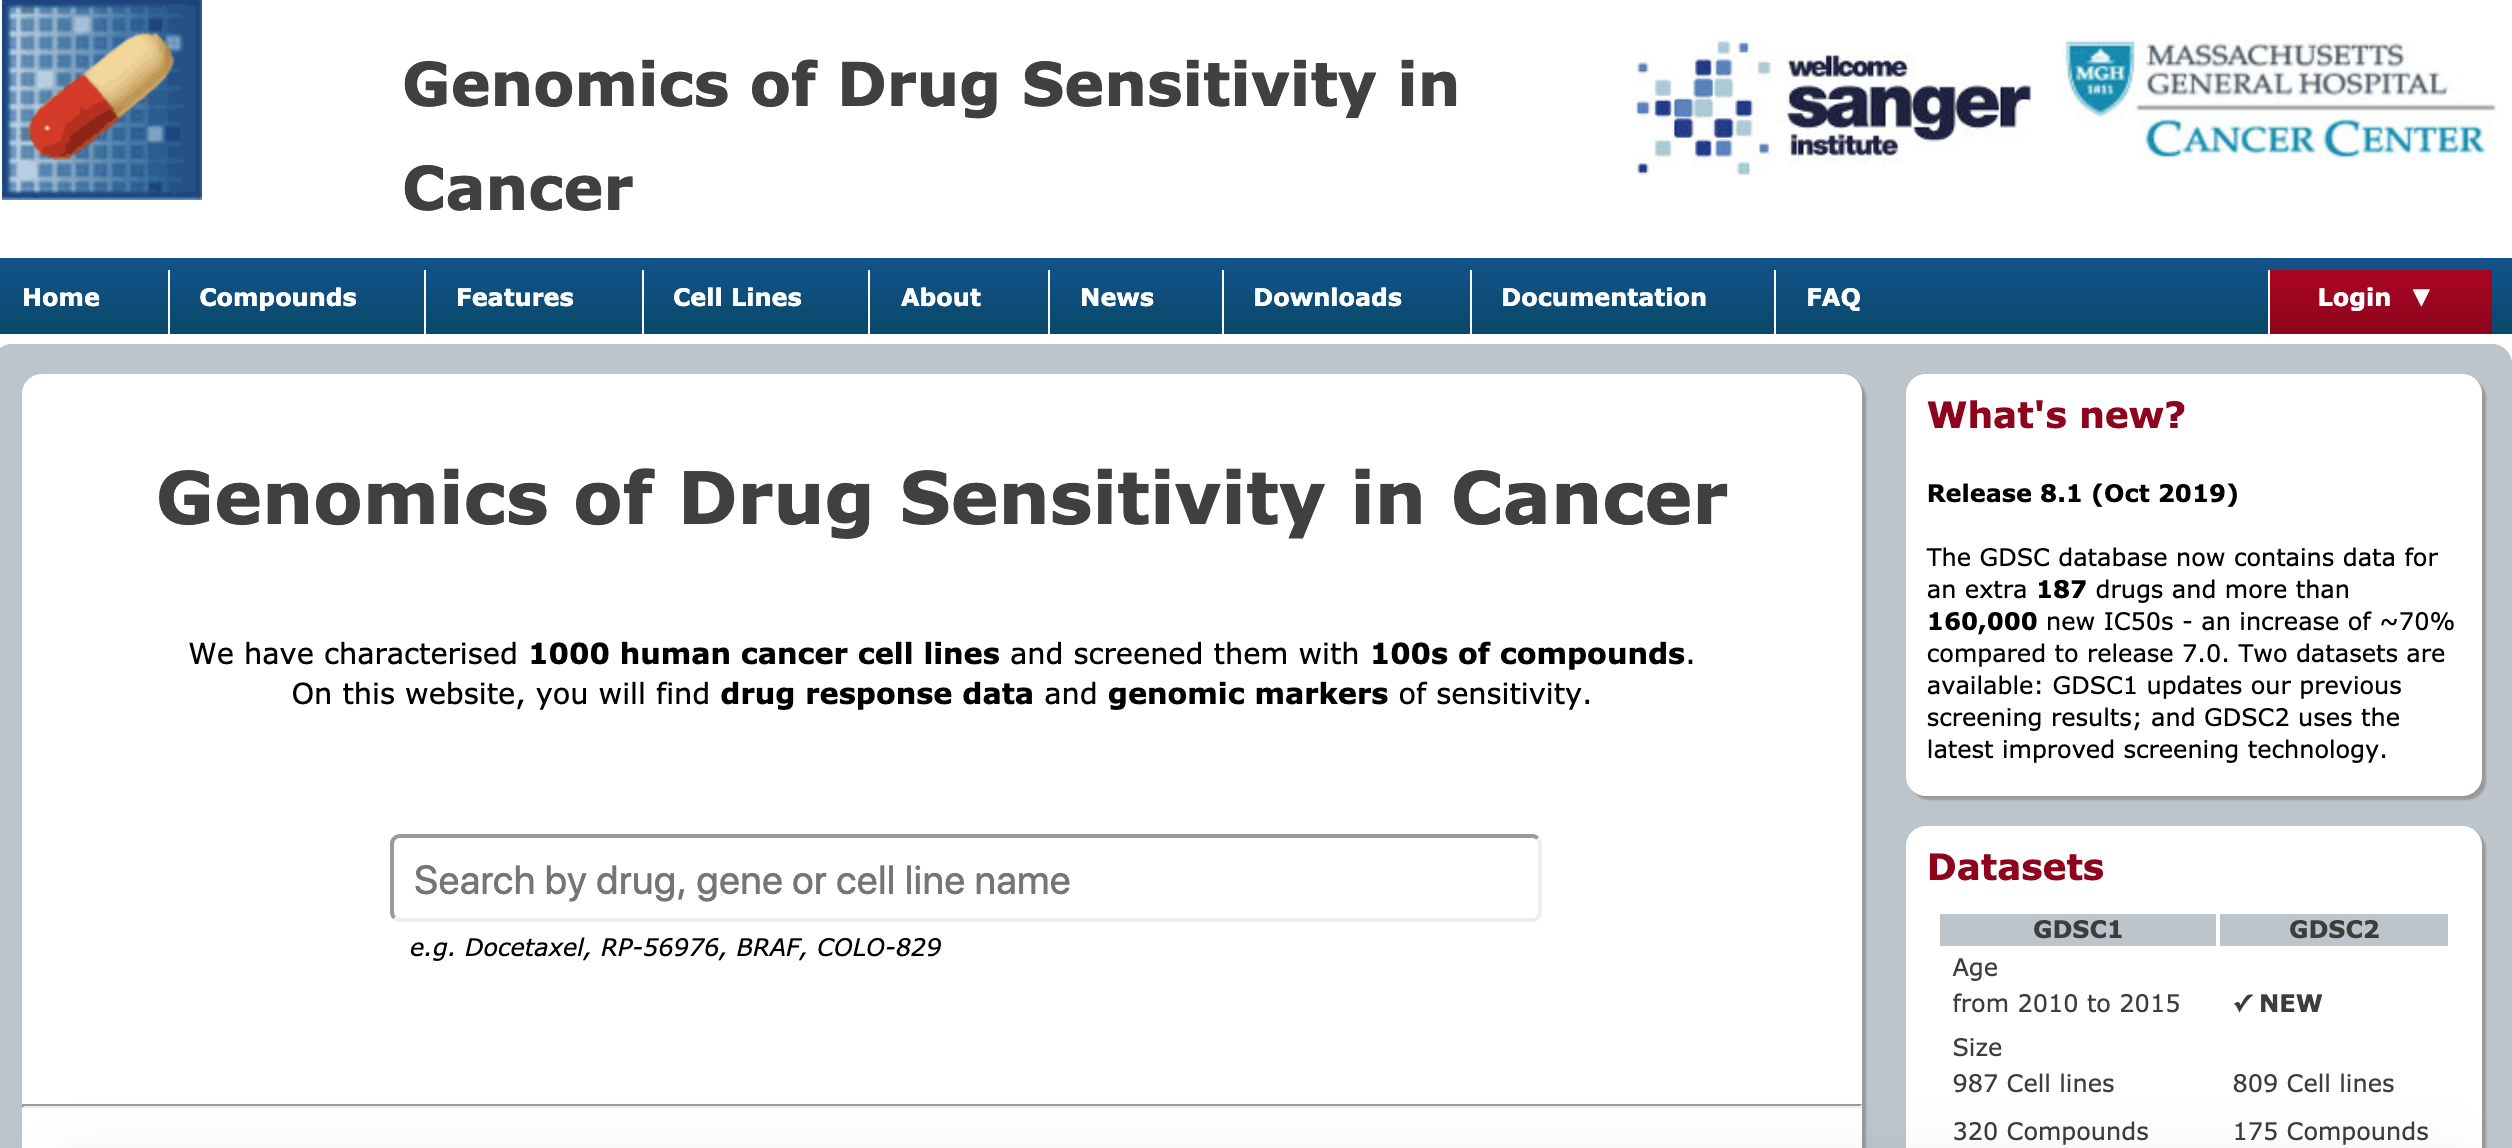 Genomics of Drug Sensitivity in
Cancer
wellcome
sanger
institute
MGH
1811
MASSACHUSETTS
GENERAL HOSPITAL
CANCER CENTER
Home
Compounds
Features
Cell Lines
About
News
Downloads
Documentation
FAQ
Login ▼
Genomics of Drug Sensitivity in Cancer
We have characterised 1000 human cancer cell lines and screened them with 100s of compounds.
On this website, you will find drug response data and genomic markers of sensitivity.
Search by drug, gene or cell line name
e.g. Docetaxel, RP-56976, BRAF, COLO-829
What's new?
Release 8.1 (Oct 2019)
The GDSC database now contains data for
an extra 187 drugs and more than
160,000 new IC50s - an increase of ~70%
compared to release 7.0. Two datasets are
available: GDSC1 updates our previous
screening results; and GDSC2 uses the
latest improved screening technology.
Datasets
GDSC1 GDSC2
Age
from 2010 to 2015 ✓ NEW
Size
987 Cell lines 809 Cell lines
320 Compounds 175 Compounds